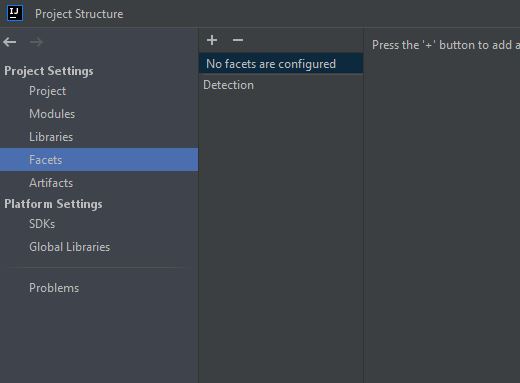 IJ Project Structure
Project Settings
Project
Modules
Libraries
Facets
Artifacts
Platform Settings
SDKs
Global Libraries
Problems
No facets are configured
Detection
Press the '+' button to add a